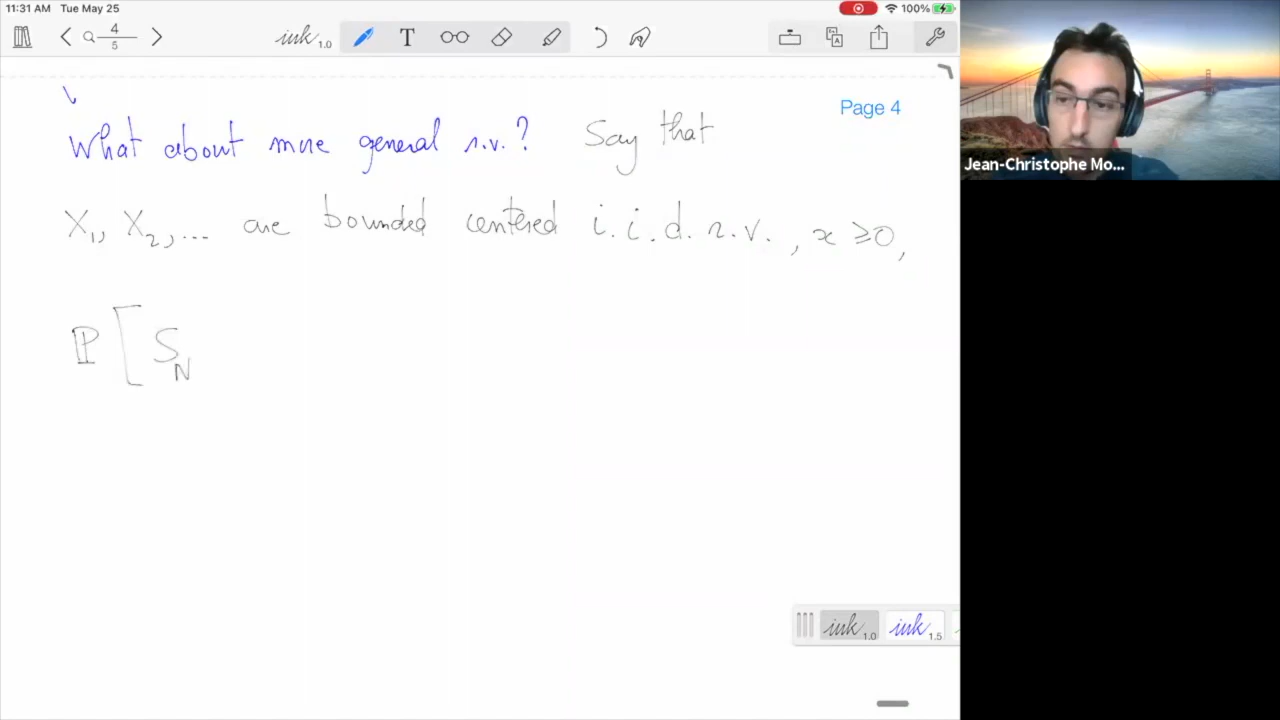 11:31 AM Tue May 25
100%
4
5
ink 1.0
T
Page 4
What about more general r.v.? Say that
X₁, X₂, ... are bounded centered i.i.d. r.v., x ≥ 0,
ℙ [ S_N
ink 1.0 ink 1.5
Jean-Christophe Mo...